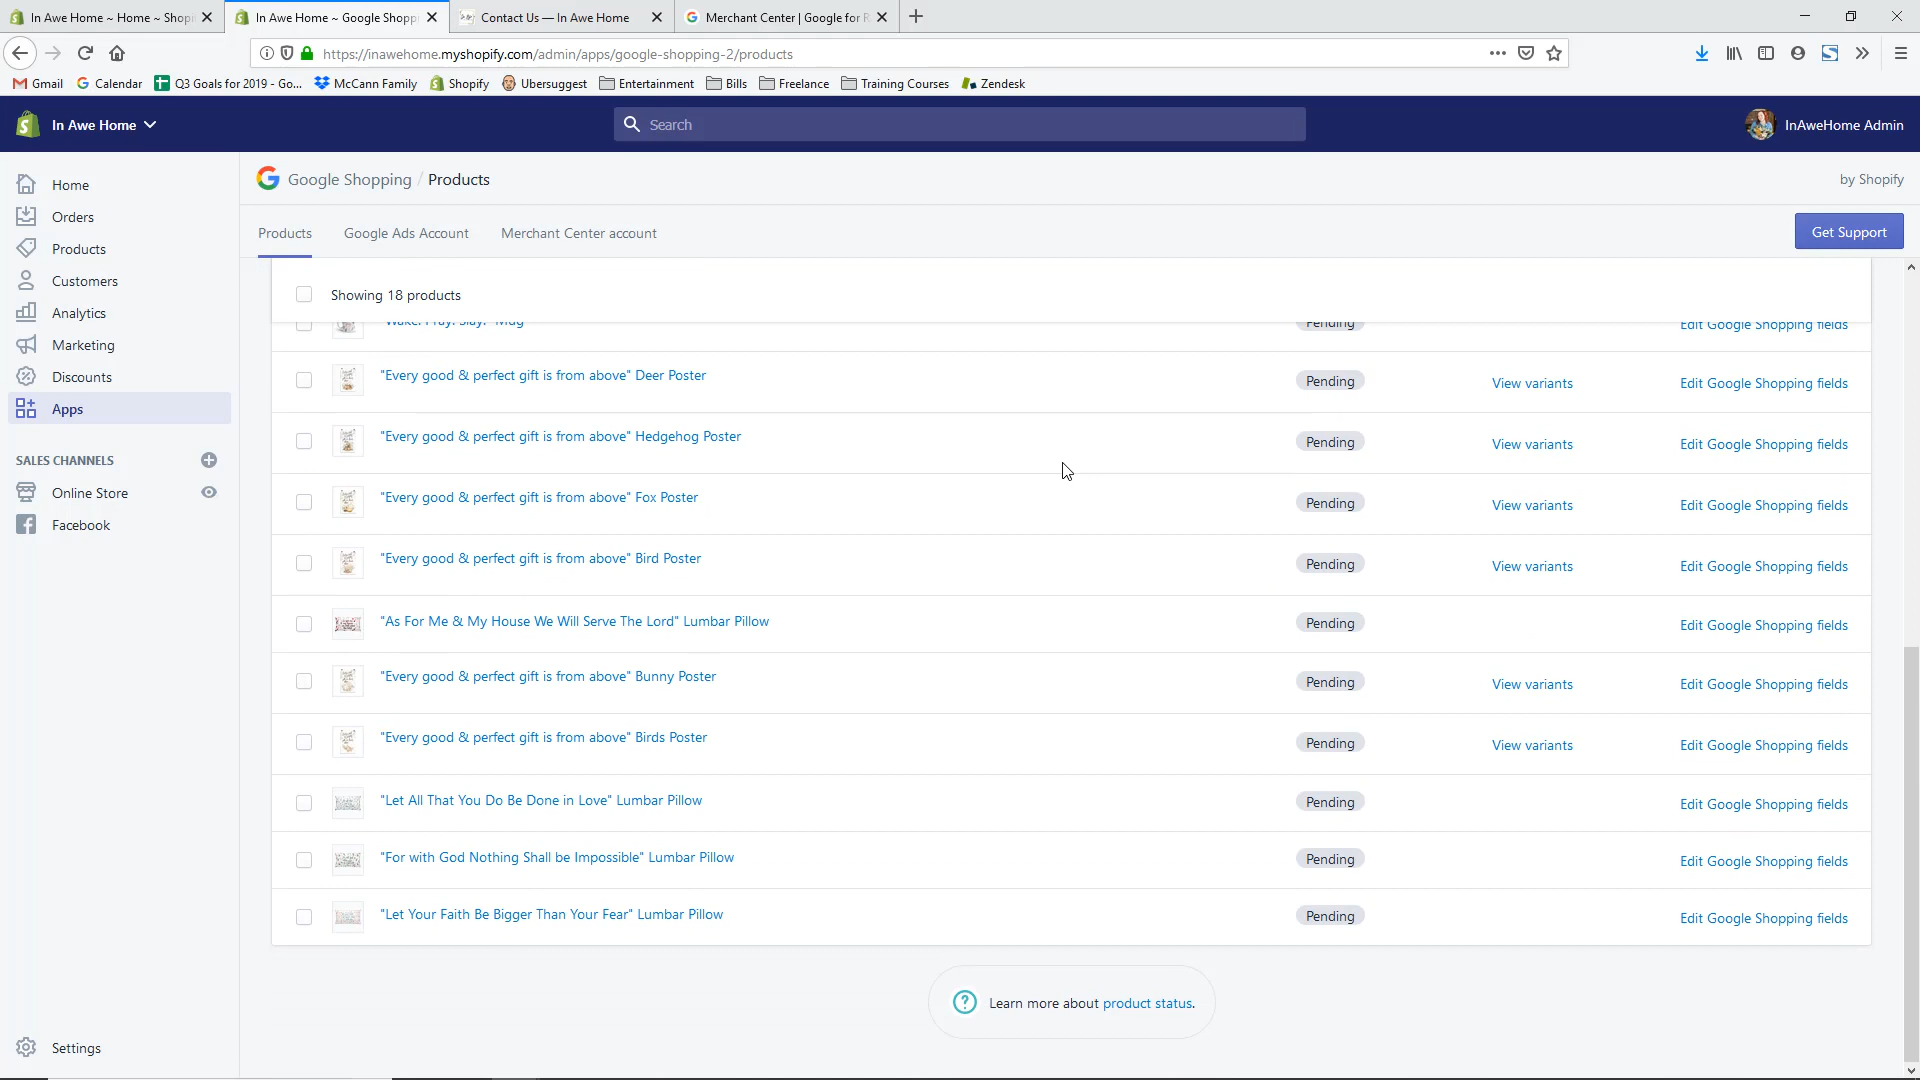 In Awe Home ~ Home ~ Shopi
In Awe Home ~ Google Shoppi
Contact Us — In Awe Home
Merchant Center | Google for R
https://inawehome.myshopify.com/admin/apps/google-shopping-2/products
Gmail
Calendar
Q3 Goals for 2019 - Go...
McCann Family
Shopify
Ubersuggest
Entertainment
Bills
Freelance
Training Courses
Zendesk
In Awe Home
Search
InAweHome Admin
Home
Orders
Products
Customers
Analytics
Marketing
Discounts
Apps
SALES CHANNELS
Online Store
Facebook
Settings
Google Shopping / Products
by Shopify
Products
Google Ads Account
Merchant Center account
Get Support
Showing 18 products
"Wake. Pray. Slay." Mug Pending Edit Google Shopping fields
"Every good & perfect gift is from above" Deer Poster Pending View variants Edit Google Shopping fields
"Every good & perfect gift is from above" Hedgehog Poster Pending View variants Edit Google Shopping fields
"Every good & perfect gift is from above" Fox Poster Pending View variants Edit Google Shopping fields
"Every good & perfect gift is from above" Bird Poster Pending View variants Edit Google Shopping fields
"As For Me & My House We Will Serve The Lord" Lumbar Pillow Pending Edit Google Shopping fields
"Every good & perfect gift is from above" Bunny Poster Pending View variants Edit Google Shopping fields
"Every good & perfect gift is from above" Birds Poster Pending View variants Edit Google Shopping fields
"Let All That You Do Be Done in Love" Lumbar Pillow Pending Edit Google Shopping fields
"For with God Nothing Shall be Impossible" Lumbar Pillow Pending Edit Google Shopping fields
"Let Your Faith Be Bigger Than Your Fear" Lumbar Pillow Pending Edit Google Shopping fields
Learn more about product status.